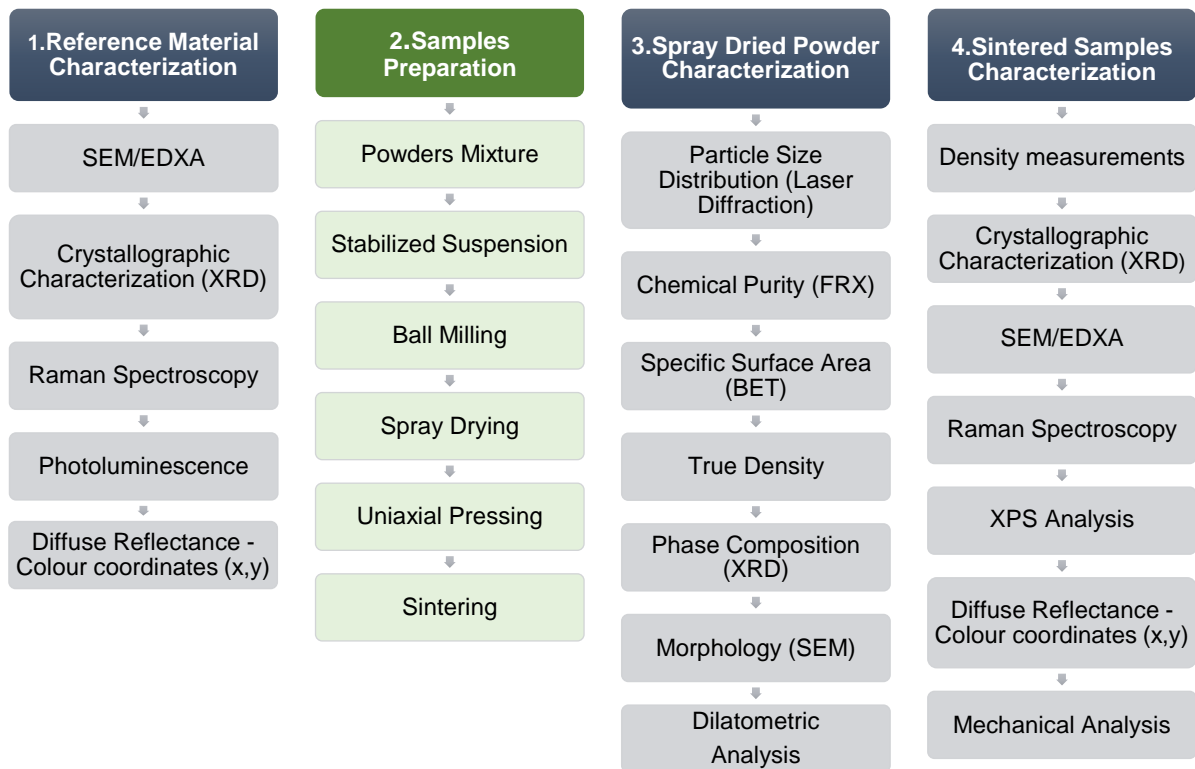 1.Reference Material
Characterization
SEM/EDXA
Crystallographic
Characterization (XRD)
Raman Spectroscopy
Photoluminescence
Diffuse Reflectance -
Colour coordinates (x,y)
2.Samples
Preparation
Powders Mixture
Stabilized Suspension
Ball Milling
Spray Drying
Uniaxial Pressing
Sintering
3.Spray Dried Powder
Characterization
Particle Size
Distribution (Laser
Diffraction)
Chemical Purity (FRX)
Specific Surface Area
(BET)
True Density
Phase Composition
(XRD)
Morphology (SEM)
Dilatometric
Analysis
4.Sintered Samples
Characterization
Density measurements
Crystallographic
Characterization (XRD)
SEM/EDXA
Raman Spectroscopy
XPS Analysis
Diffuse Reflectance -
Colour coordinates (x,y)
Mechanical Analysis